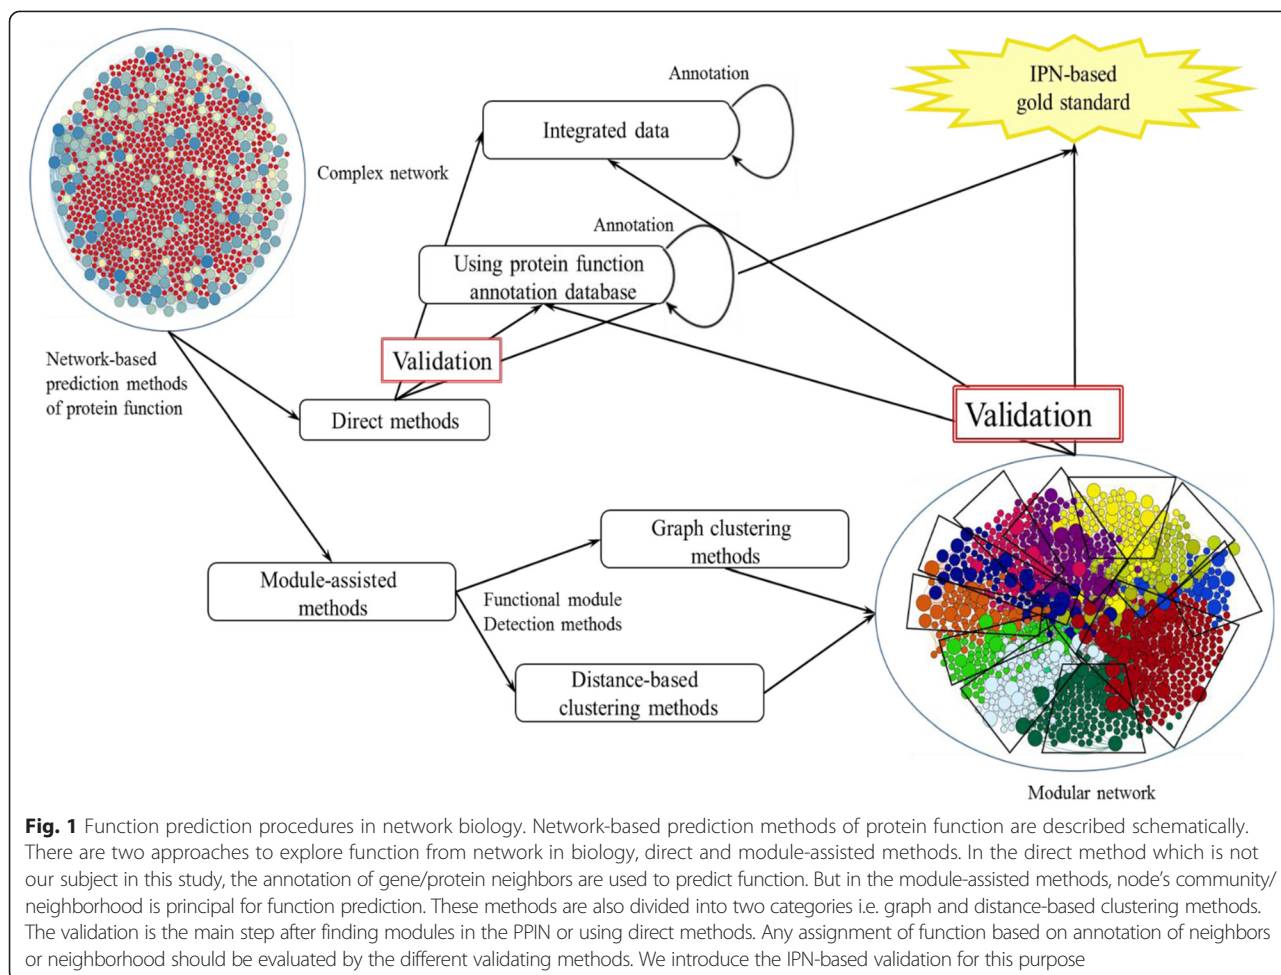 Annotation
IPN-based
gold standard
Integrated data
Complex network
Annotation
Using protein function
annotation database
Network-based
prediction methods
of protein function
Validation
Direct methods
Validation
Graph clustering
methods
Module-assisted
methods
Functional module
Detection methods
Distance-based
clustering methods
Modular network
Fig. 1 Function prediction procedures in network biology. Network-based prediction methods of protein function are described schematically.
There are two approaches to explore function from network in biology, direct and module-assisted methods. In the direct method which is not
our subject in this study, the annotation of gene/protein neighbors are used to predict function. But in the module-assisted methods, node's community/
neighborhood is principal for function prediction. These methods are also divided into two categories i.e. graph and distance-based clustering methods.
The validation is the main step after finding modules in the PPIN or using direct methods. Any assignment of function based on annotation of neighbors
or neighborhood should be evaluated by the different validating methods. We introduce the IPN-based validation for this purpose